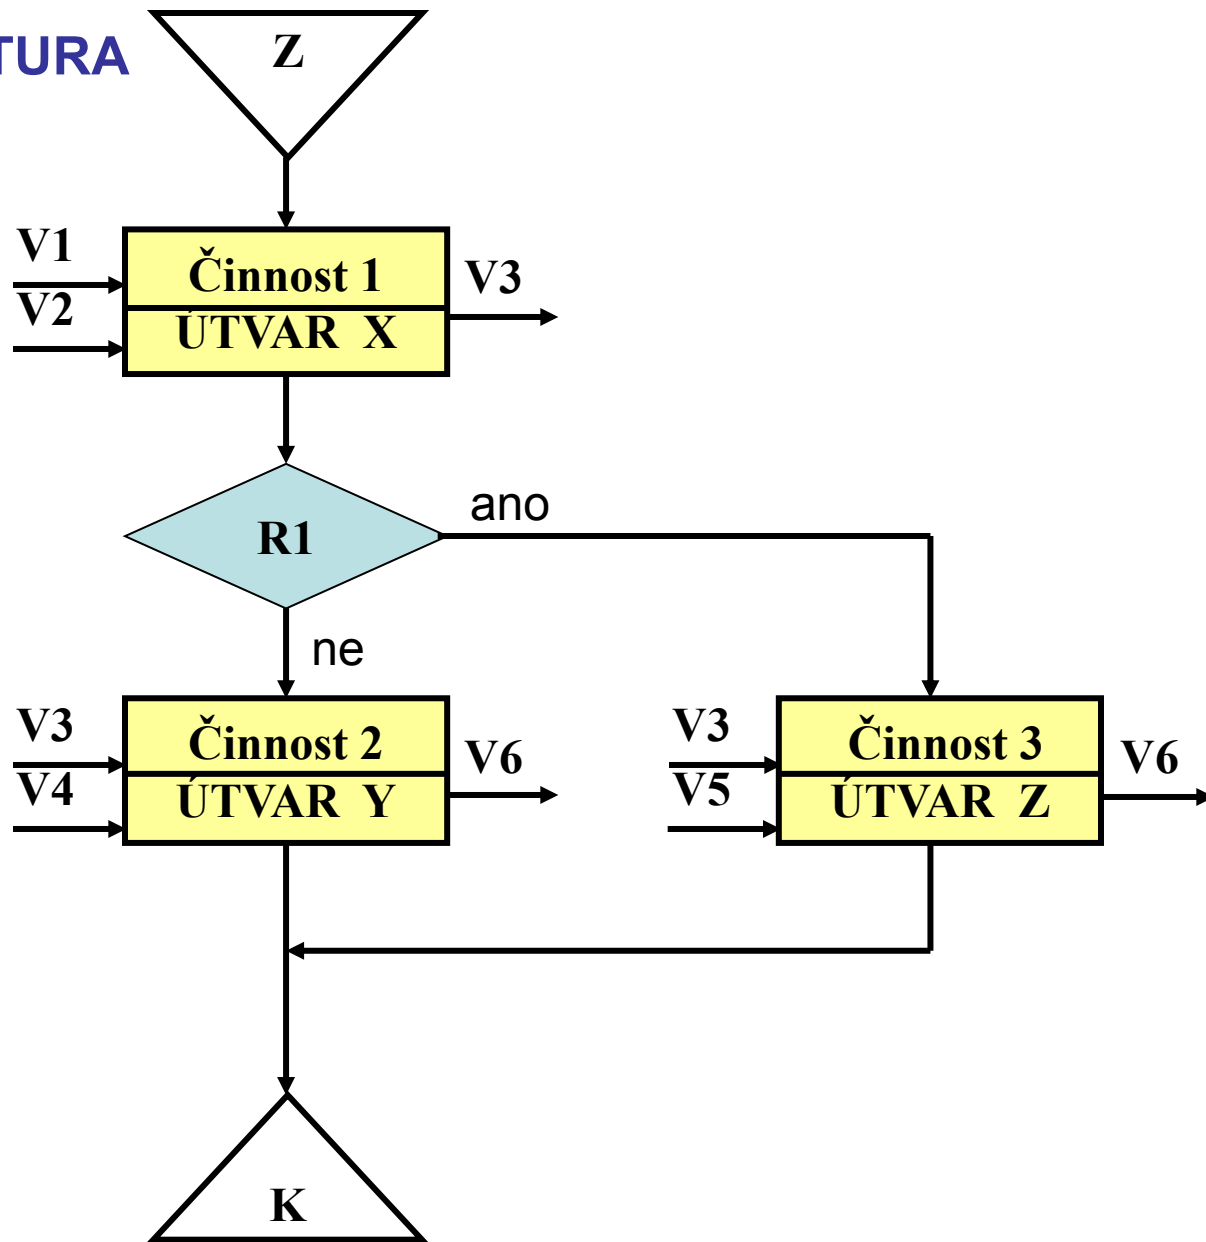 TURA
Z
V1
V2
Činnost 1
ÚTVAR X
V3
R1
ano
ne
V3
V4
Činnost 2
ÚTVAR Y
V6
V3
V5
Činnost 3
ÚTVAR Z
V6
K